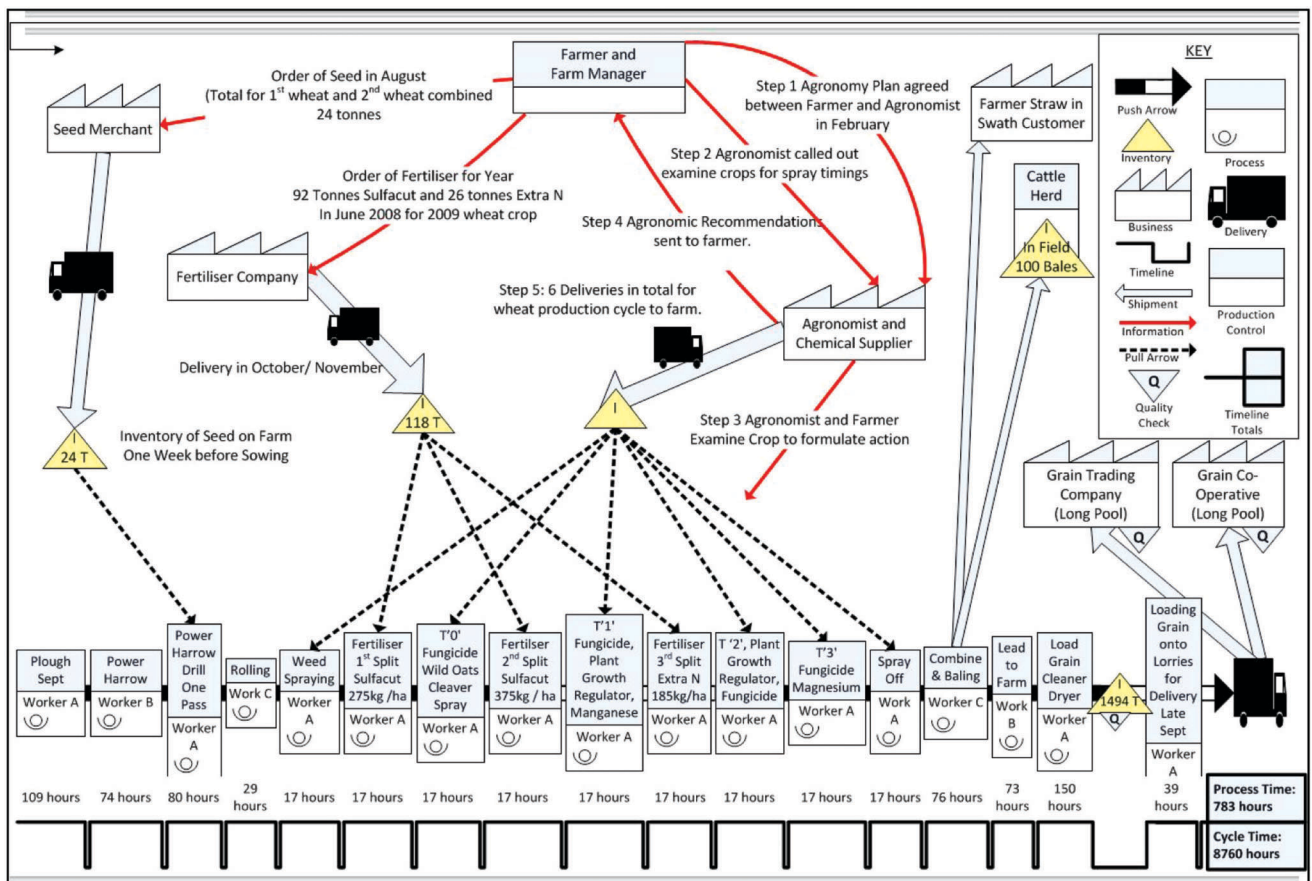 Farmer and
Farm Manager
Order of Seed in August
(Total for 1st wheat and 2nd wheat combined
24 tonnes
Seed Merchant
Step 1 Agronomy Plan agreed
between Farmer and Agronomist
in February
Farmer Straw in
Swath Customer
Step 2 Agronomist called out
examine crops for spray timings
Order of Fertiliser for Year
92 Tonnes Sulfacut and 26 tonnes Extra N
In June 2008 for 2009 wheat crop
Step 4 Agronomic Recommendations
sent to farmer.
Cattle
Herd
I
In Field
100 Bales
Fertiliser Company
Step 5: 6 Deliveries in total for
wheat production cycle to farm.
Agronomist and
Chemical Supplier
Delivery in October/ November
I
118 T
I
Step 3 Agronomist and Farmer
Examine Crop to formulate action
Inventory of Seed on Farm
One Week before Sowing
I
24 T
KEY
Push Arrow
Inventory
Process
Business
Delivery
Timeline
Shipment
Information
Production
Control
Pull Arrow
Q
Quality
Check
Timeline
Totals
Grain Trading
Company
(Long Pool)
Q
Grain Co-
Operative
(Long Pool)
Q
Plough
Sept
Worker A
Power
Harrow
Worker B
Power
Harrow
Drill
One
Pass
Worker
A
Rolling
Work C
Weed
Spraying
Worker
A
Fertiliser
1st Split
Sulfacut
275kg /ha
Worker A
T'0'
Fungicide
Wild Oats
Cleaver
Spray
Worker A
Fertiliser
2nd Split
Sulfacut
375kg / ha
Worker A
T'1'
Fungicide,
Plant
Growth
Regulator,
Manganese
Worker A
Fertiliser
3rd Split
Extra N
185kg/ha
Worker A
T '2', Plant
Growth
Regulator,
Fungicide
Worker A
T'3'
Fungicide
Magnesium
Worker A
Spray
Off
Work
A
Combine
& Baling
Worker C
Lead
to
Farm
Work
B
Load
Grain
Cleaner
Dryer
Worker
A
I
1494 T
Q
Loading
Grain
onto
Lorries
for
Delivery
Late
Sept
Worker
A
109 hours
74 hours
80 hours
29
hours
17 hours
17 hours
17 hours
17 hours
17 hours
17 hours
17 hours
17 hours
17 hours
76 hours
73
hours
150
hours
39
hours
Process Time:
783 hours
Cycle Time:
8760 hours